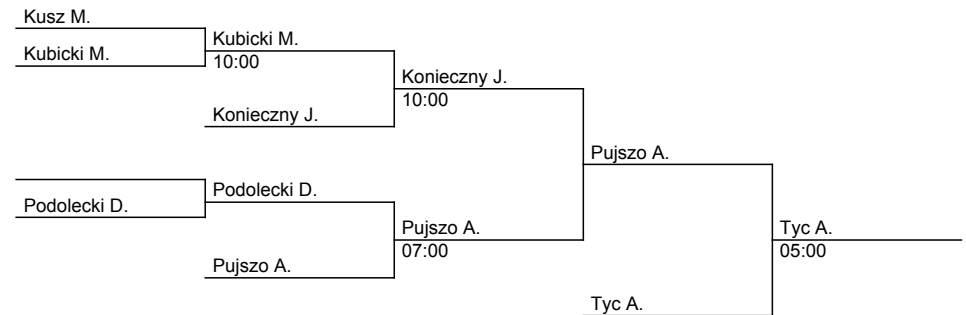 Kusz M.
Kubicki M.
Kubicki M.
10:00
Konieczny J.
Konieczny J.
10:00
Pujszo A.
Podolecki D.
Podolecki D.
Pujszo A.
07:00
Pujszo A.
Tyc A.
05:00
Tyc A.